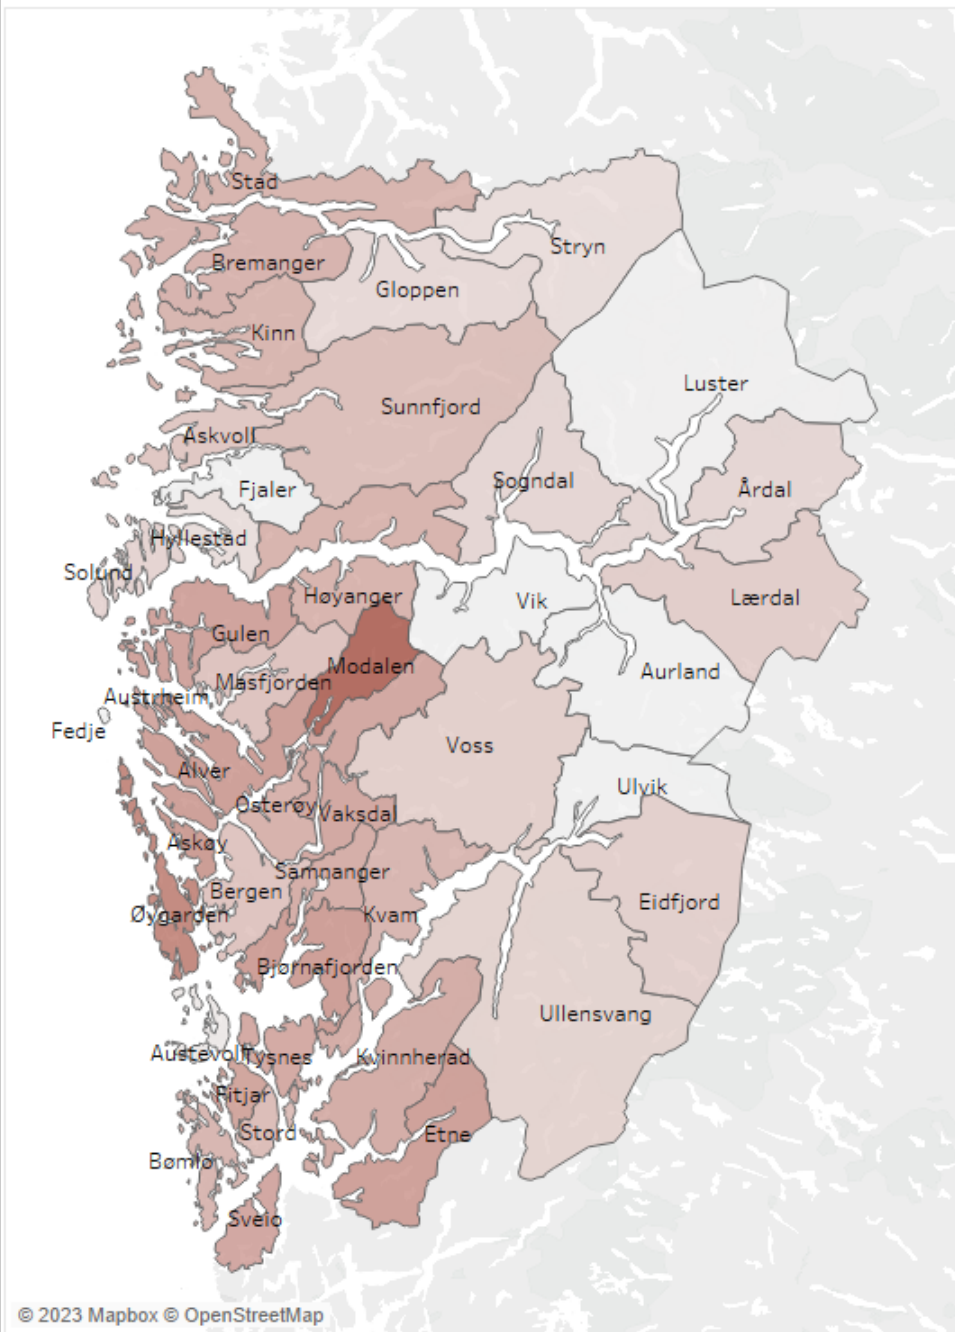 Stad
Stryn
Bremanger
Gloppen
Kinn
Luster
Sunnfjord
Askvoll
Sogndal
Fjaler
Årdal
Hyllestad
Solund
Høyanger
Vik
Lærdal
Gulen
Modalen
Aurland
Masfjorden
Austrheim
Fedje
Voss
Alver
Ulvik
Osterøy
Vaksdal
Askøy
Samnanger
Bergen
Eidfjord
Øygarden
Kvam
Bjørnafjorden
Ullensvang
Austevoll
Tysnes
Kvinnherad
Fitjar
Stord
Etne
Bømlo
Sveio
© 2023 Mapbox © OpenStreetMap